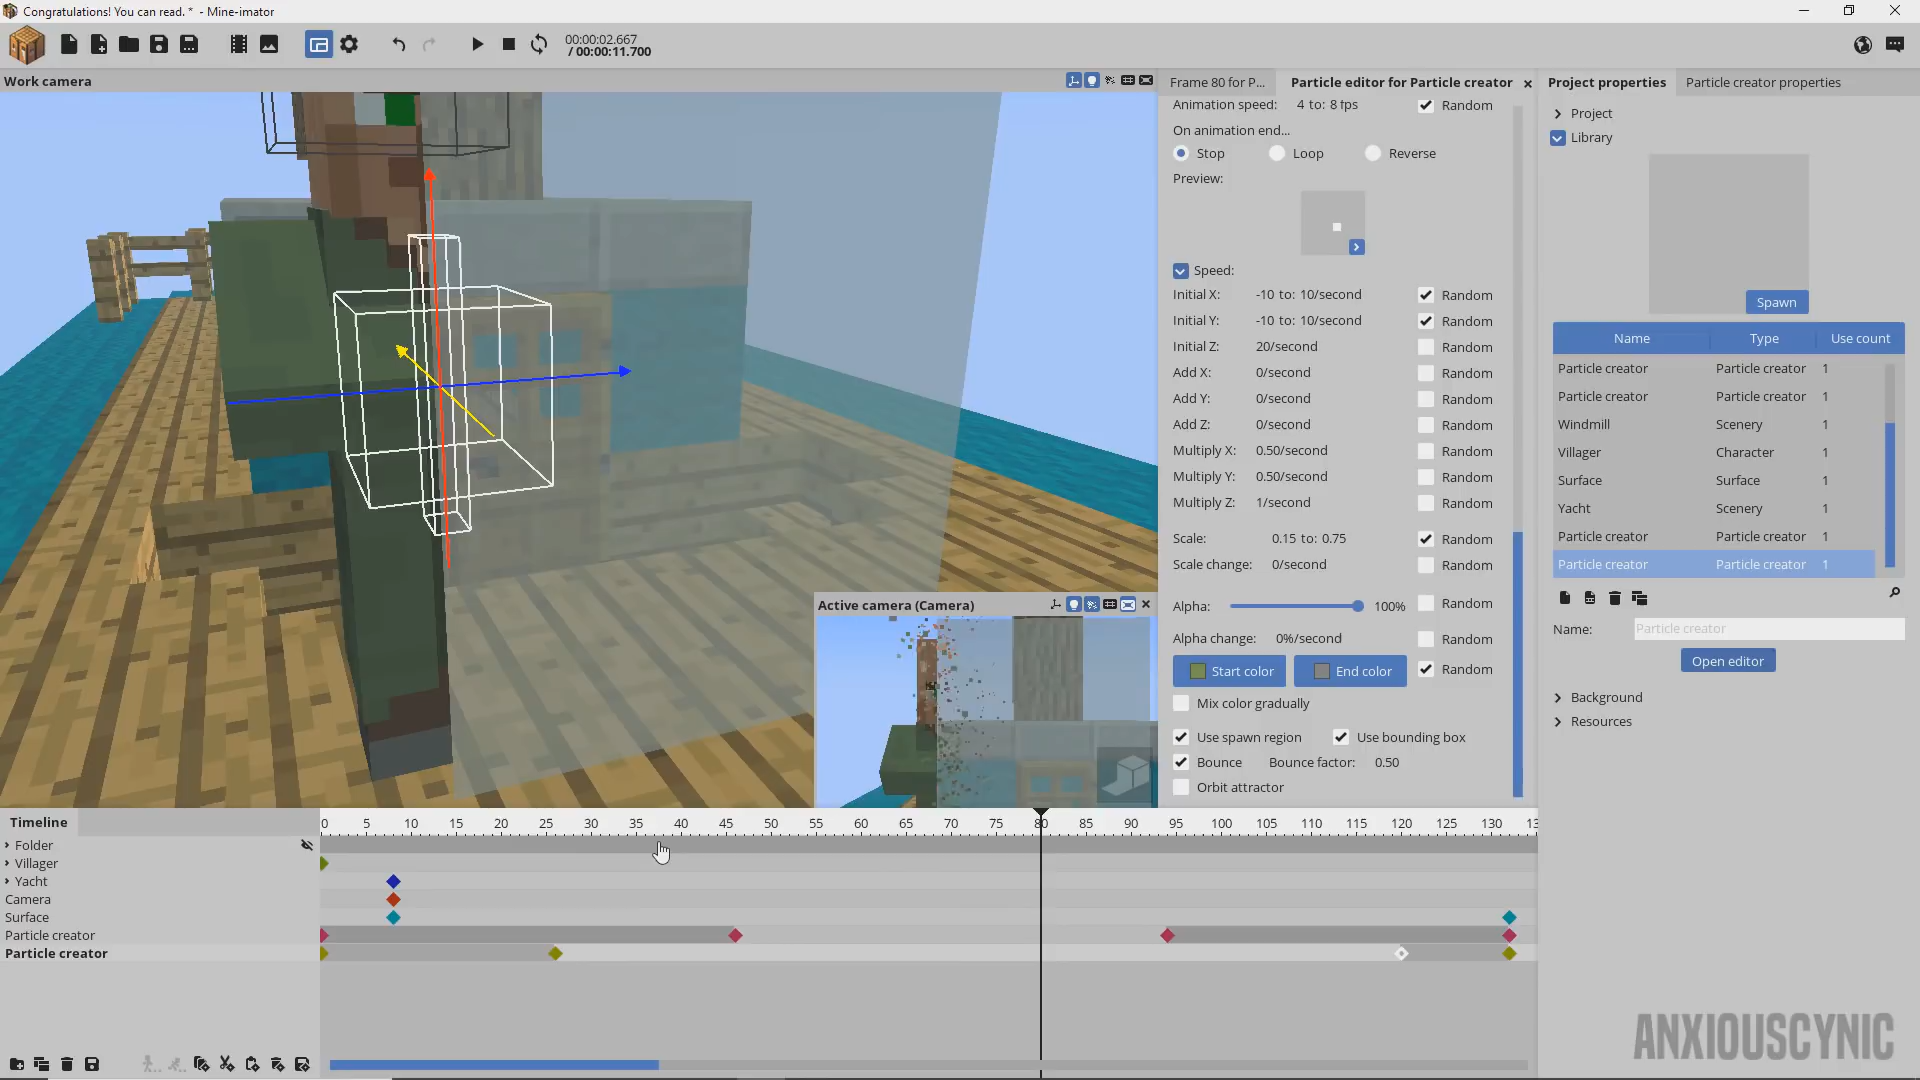 Congratulations! You can read. * - Mine-imator
00:00:02.667
/ 00:00:11.700
Work camera
Frame 80 for P...
Particle editor for Particle creator
Project properties
Particle creator properties
Animation speed: 4 to: 8 fps Random
On animation end...
Stop Loop Reverse
Preview:
Speed:
Initial X: -10 to: 10/second Random
Initial Y: -10 to: 10/second Random
Initial Z: 20/second Random
Add X: 0/second Random
Add Y: 0/second Random
Add Z: 0/second Random
Multiply X: 0.50/second Random
Multiply Y: 0.50/second Random
Multiply Z: 1/second Random
Scale: 0.15 to: 0.75 Random
Scale change: 0/second Random
Alpha: 100% Random
Alpha change: 0%/second Random
Start color End color Random
Mix color gradually
Use spawn region Use bounding box
Bounce Bounce factor: 0.50
Orbit attractor
Project
Library
Spawn
Name Type Use count
Particle creator Particle creator 1
Particle creator Particle creator 1
Windmill Scenery 1
Villager Character 1
Surface Surface 1
Yacht Scenery 1
Particle creator Particle creator 1
Particle creator Particle creator 1
Name: Particle creator
Open editor
Background
Resources
Active camera (Camera)
Timeline
0 5 10 15 20 25 30 35 40 45 50 55 60 65 70 75 80 85 90 95 100 105 110 115 120 125 130 13
Folder
Villager
Yacht
Camera
Surface
Particle creator
Particle creator
ANXIOUSCYNIC